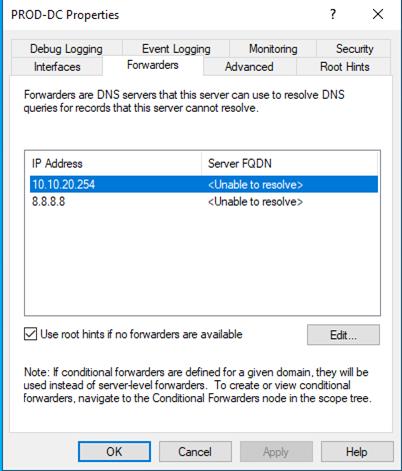 PROD-DC Properties
? X
Debug Logging Event Logging Monitoring Security
Interfaces Forwarders Advanced Root Hints
Forwarders are DNS servers that this server can use to resolve DNS
queries for records that this server cannot resolve.
IP Address Server FQDN
10.10.20.254 <Unable to resolve>
8.8.8.8 <Unable to resolve>
Use root hints if no forwarders are available
Edit...
Note: If conditional forwarders are defined for a given domain, they will be
used instead of server-level forwarders. To create or view conditional
forwarders, navigate to the Conditional Forwarders node in the scope tree.
OK Cancel Apply Help